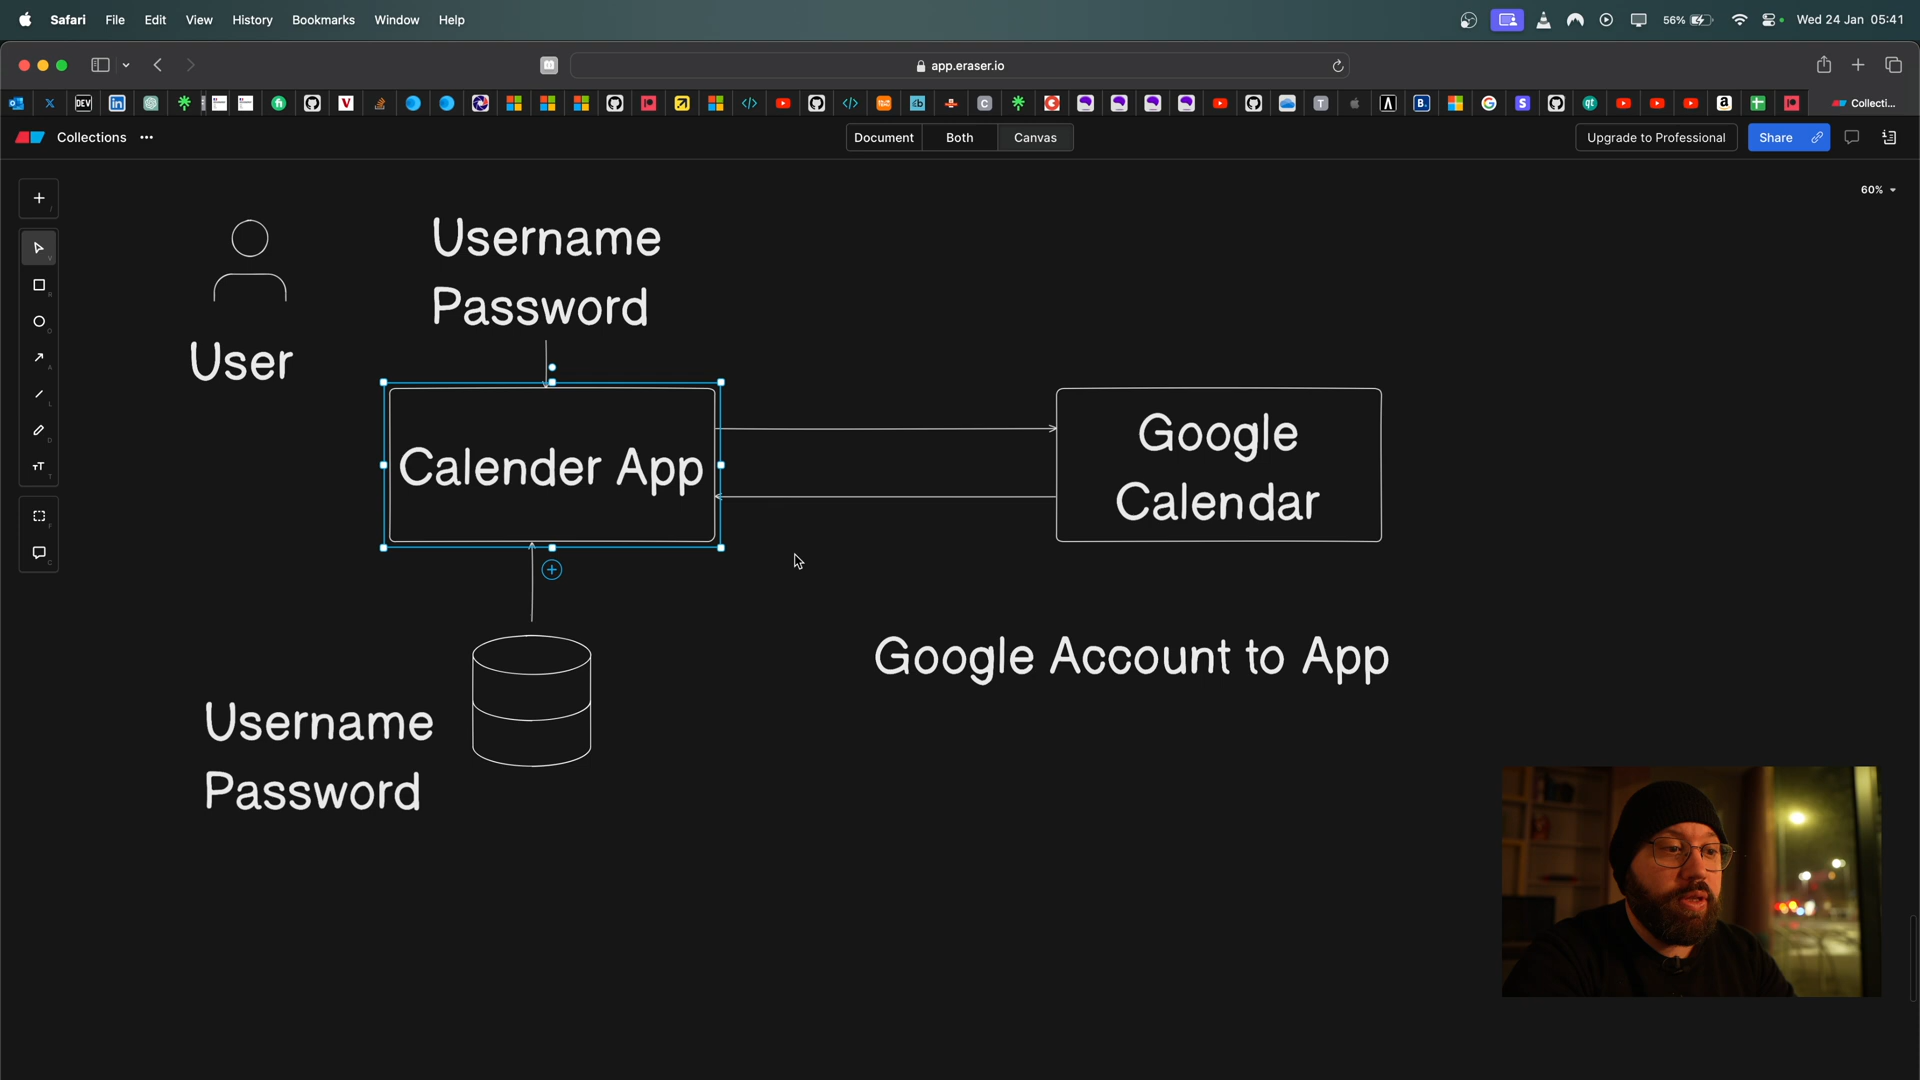 Safari File Edit View History Bookmarks Window Help
56% Wed 24 Jan 05:41
app.eraser.io
Collecti...
Collections
Document Both Canvas
Upgrade to Professional
Share
60%
Username
Password
User
Calender App
Google
Calendar
Google Account to App
Username
Password